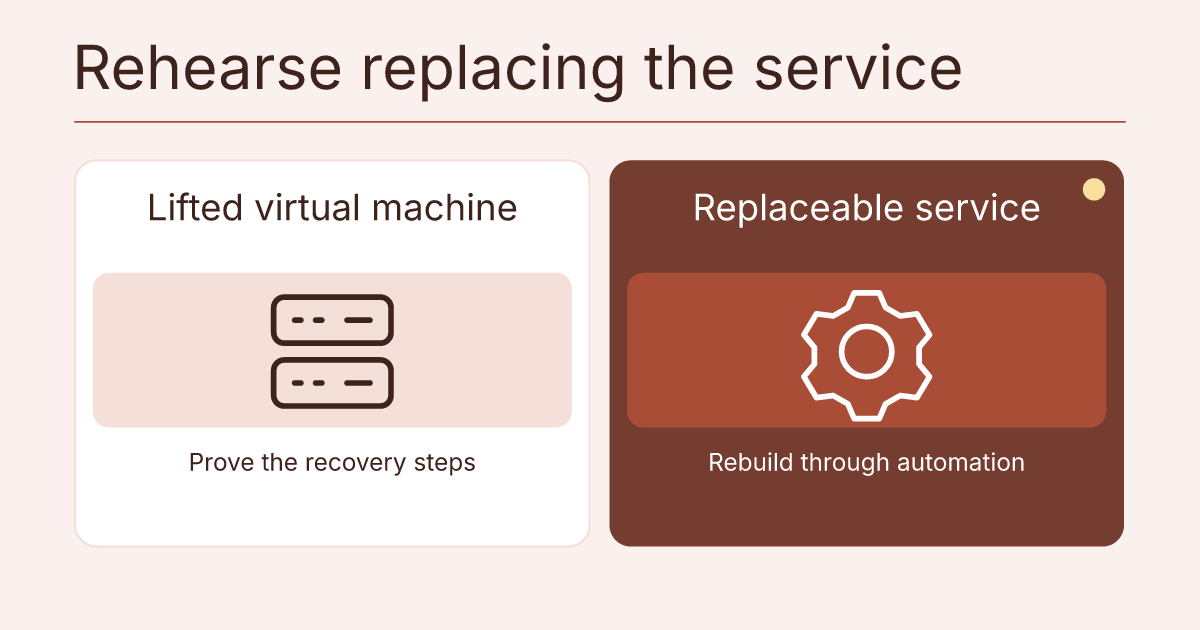 Rehearse replacing the service
Lifted virtual machine
Replaceable service
Prove the recovery steps
Rebuild through automation